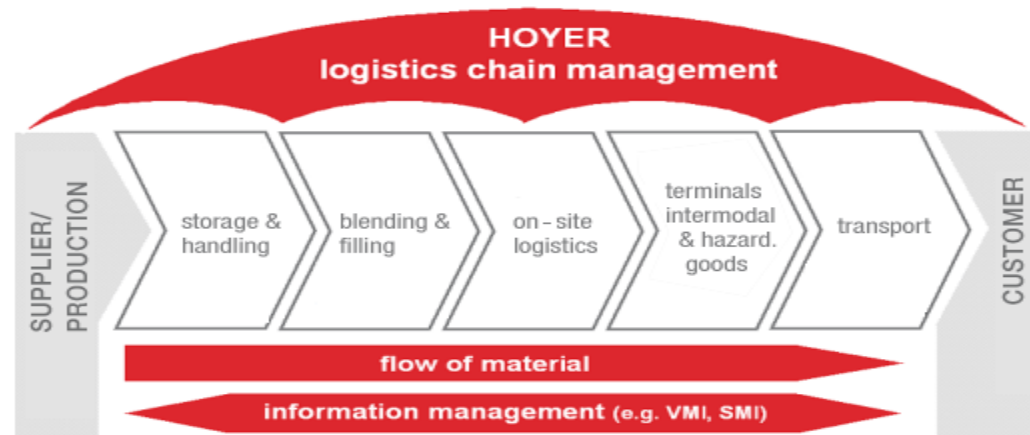 HOYER
logistics chain management
SUPPLIER/
PRODUCTION
storage &
handling
blending &
filling
on-site
logistics
terminals
intermodal
& hazard.
goods
transport
CUSTOMER
flow of material
information management (e.g. VMI, SMI)